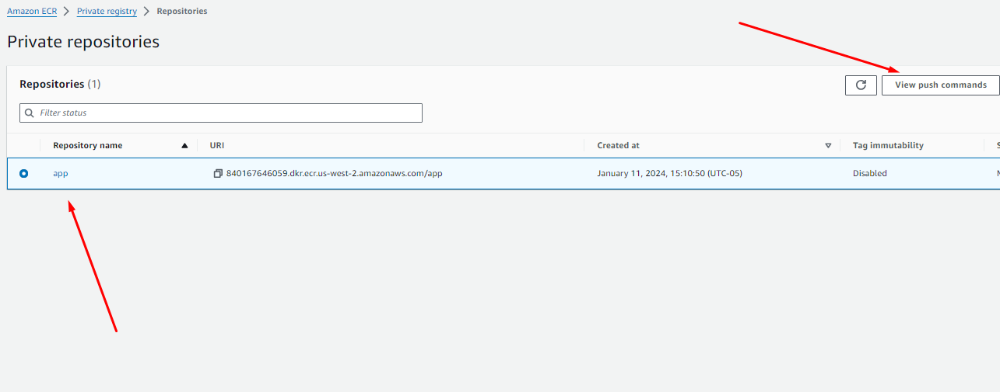 Amazon ECR > Private registry > Repositories
Private repositories
Repositories (1)
View push commands
Filter status
Repository name URI Created at Tag immutability S
app 840167646059.dkr.ecr.us-west-2.amazonaws.com/app January 11, 2024, 15:10:50 (UTC-05) Disabled N